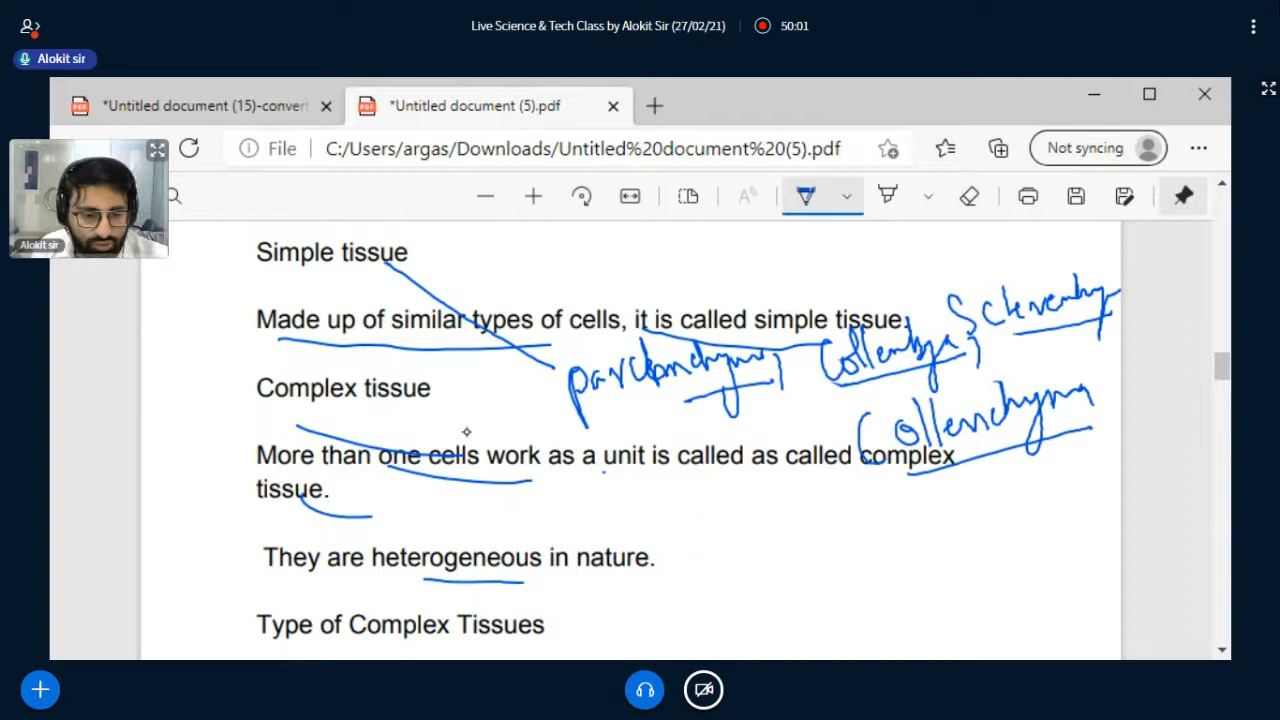 Live Science & Tech Class by Alokit Sir (27/02/21)
50:01
Alokit sir
*Untitled document (15)-convert
*Untitled document (5).pdf
File
C:/Users/argas/Downloads/Untitled%20document%20(5).pdf
Not syncing
Alokit sir
Simple tissue
Made up of similar types of cells, it is called simple tissue.
Complex tissue
Collenchyma
More than one cells work as a unit is called as called complex
tissue.
They are heterogeneous in nature.
Type of Complex Tissues